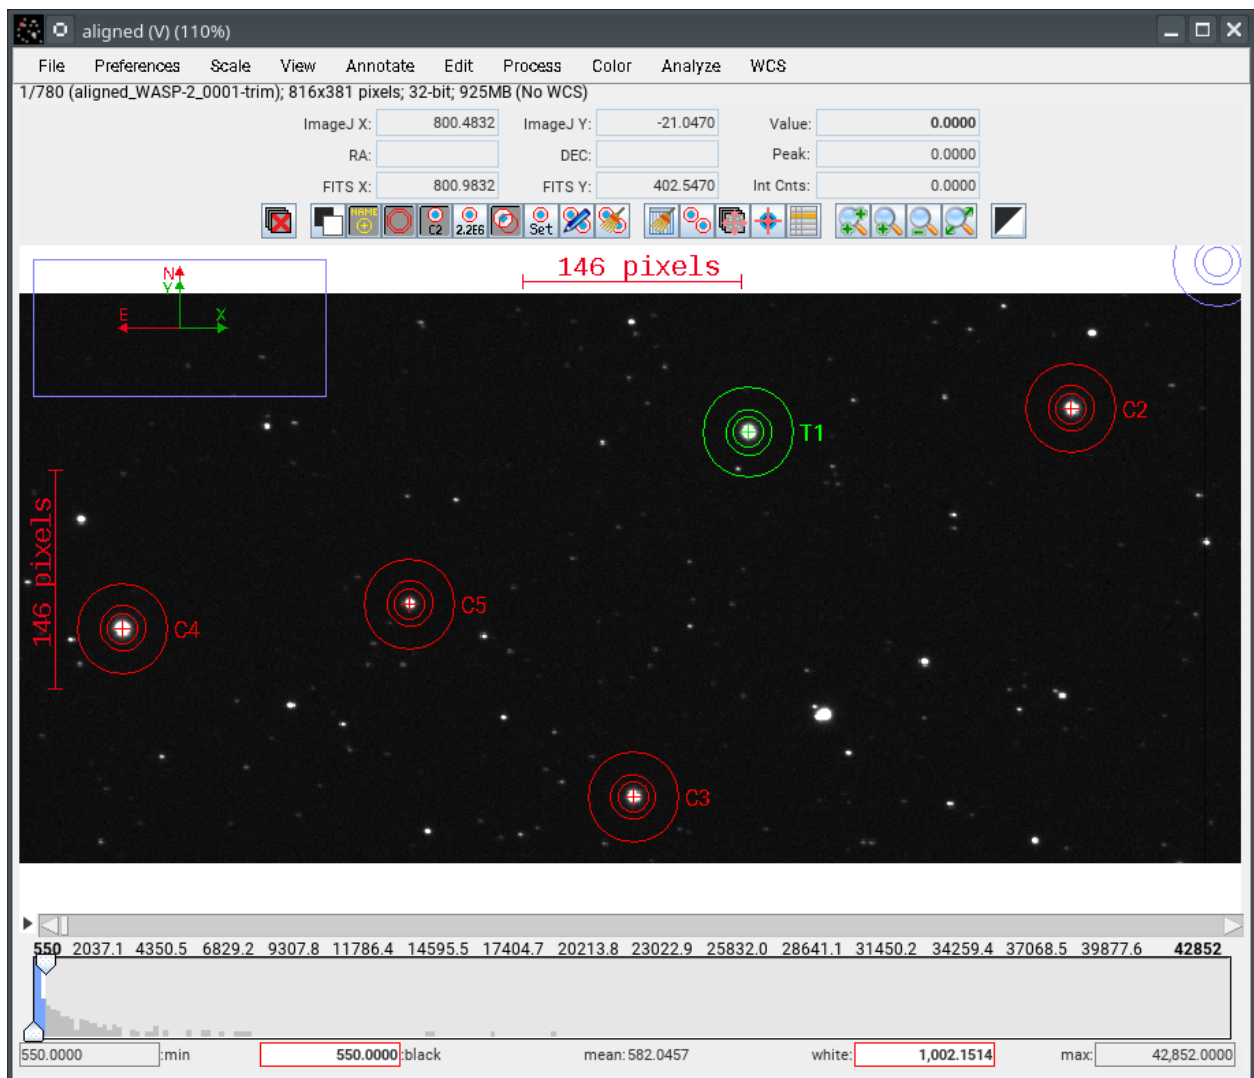 aligned (V) (110%)
File Preferences Scale View Annotate Edit Process Color Analyze WCS
1/780 (aligned_WASP-2_0001-trim); 816x381 pixels; 32-bit; 925MB (No WCS)
ImageJ X: 800.4832 ImageJ Y: -21.0470 Value: 0.0000
RA: DEC: Peak: 0.0000
FITS X: 800.9832 FITS Y: 402.5470 Int Cnts: 0.0000
NAME C2 2.2E6 Set
146 pixels
N
Y
E X
C2
T1
146 pixels
C5
C4
C3
550 2037.1 4350.5 6829.2 9307.8 11786.4 14595.5 17404.7 20213.8 23022.9 25832.0 28641.1 31450.2 34259.4 37068.5 39877.6 42852
550.0000 :min 550.0000 :black mean: 582.0457 white: 1,002.1514 max: 42,852.0000